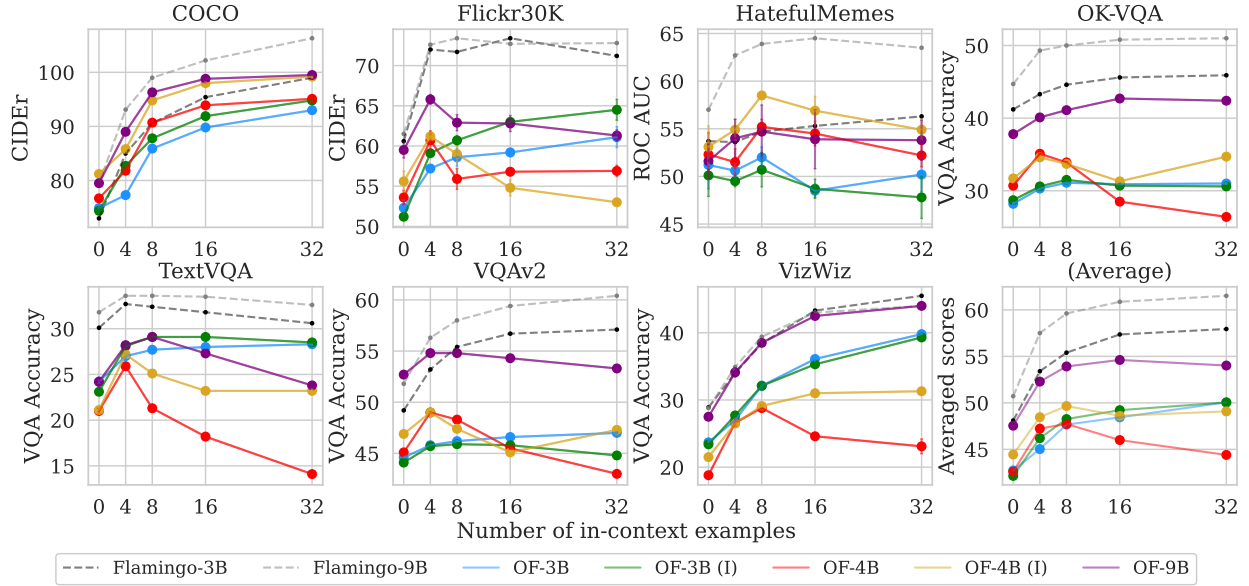 COCO Flickr30K HatefulMemes OK-VQA
CIDEr
100
90
80
0 4 8 16 32
CIDEr
70
65
60
55
50
0 4 8 16 32
ROC AUC
65
60
55
50
45
0 4 8 16 32
VQA Accuracy
50
40
30
0 4 8 16 32
TextVQA VQAv2 VizWiz (Average)
VQA Accuracy
30
25
20
15
0 4 8 16 32
VQA Accuracy
60
55
50
45
0 4 8 16 32
VQA Accuracy
40
30
20
0 4 8 16 32
Averaged scores
60
55
50
45
0 4 8 16 32
Number of in-context examples
Flamingo-3B Flamingo-9B OF-3B OF-3B (I) OF-4B OF-4B (I) OF-9B